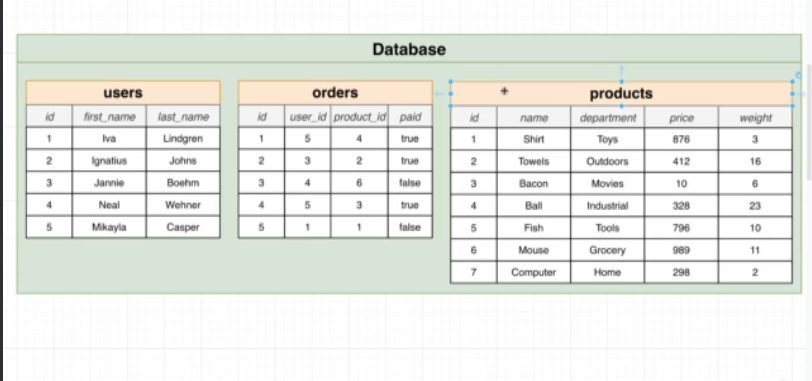 Database
users
id first_name last_name
1 Iva Lindgren
2 Ignatius Johns
3 Jannie Boehm
4 Neal Wehner
5 Mikayla Casper
orders
id user_id product_id paid
1 5 4 true
2 3 2 true
3 4 6 false
4 5 3 true
5 1 1 false
products
id name department price weight
1 Shirt Toys 876 3
2 Towels Outdoors 412 16
3 Bacon Movies 10 6
4 Ball Industrial 328 23
5 Fish Tools 796 10
6 Mouse Grocery 989 11
7 Computer Home 298 2